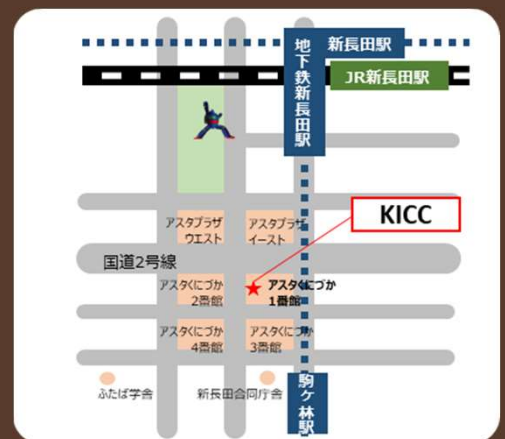 新長田駅
JR新長田駅
地下鉄新長田駅
KICC
アスタプラザ
ウエスト
アスタプラザ
イースト
国道2号線
アスタくにづか
2番館
アスタくにづか
1番館
アスタくにづか
4番館
アスタくにづか
3番館
ふたば学舎
新長田合同庁舎
駒ヶ林駅